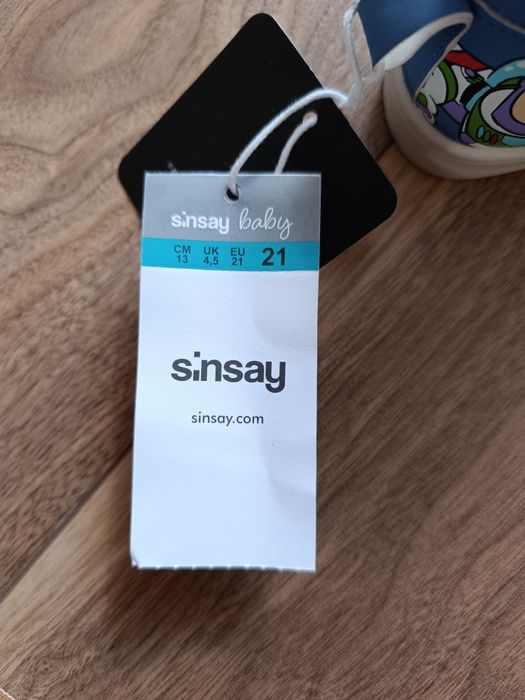 sinsay baby
CM UK EU 21
13 4,5 21
sinsay
sinsay.com